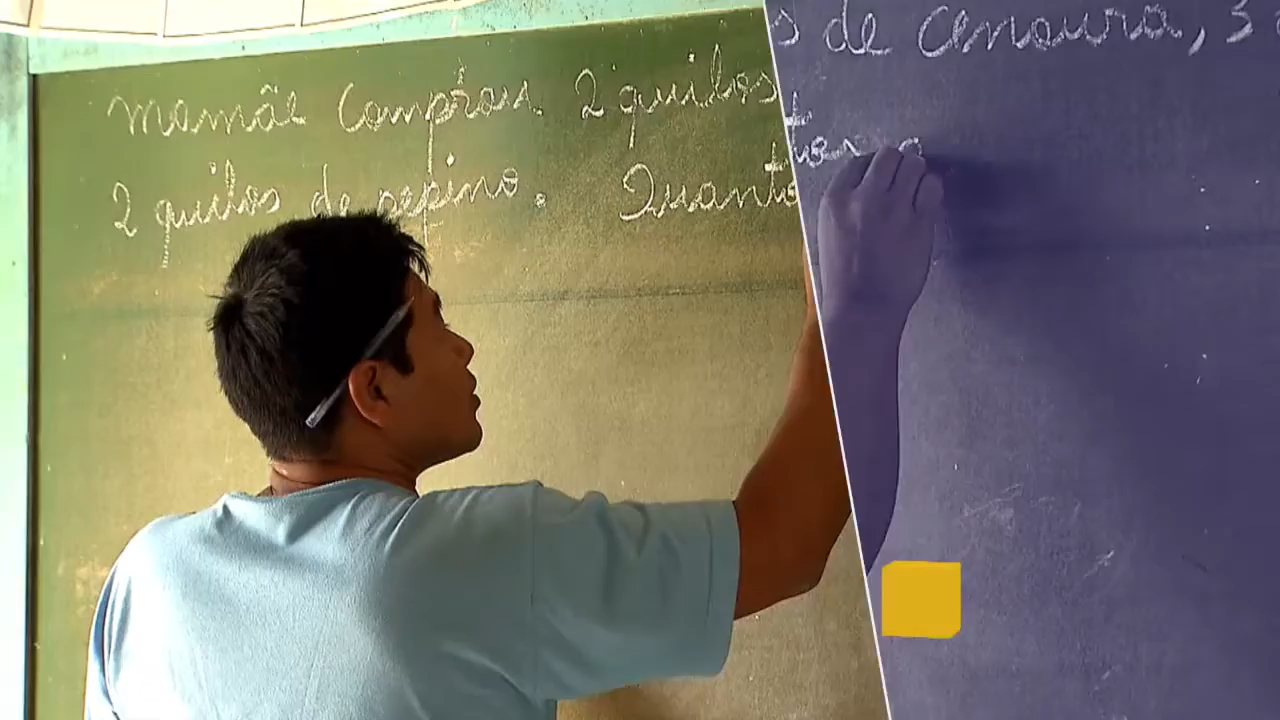 mamãe comprou 2 quilos de cenoura, 3
2 quilos de pepino. Quanto